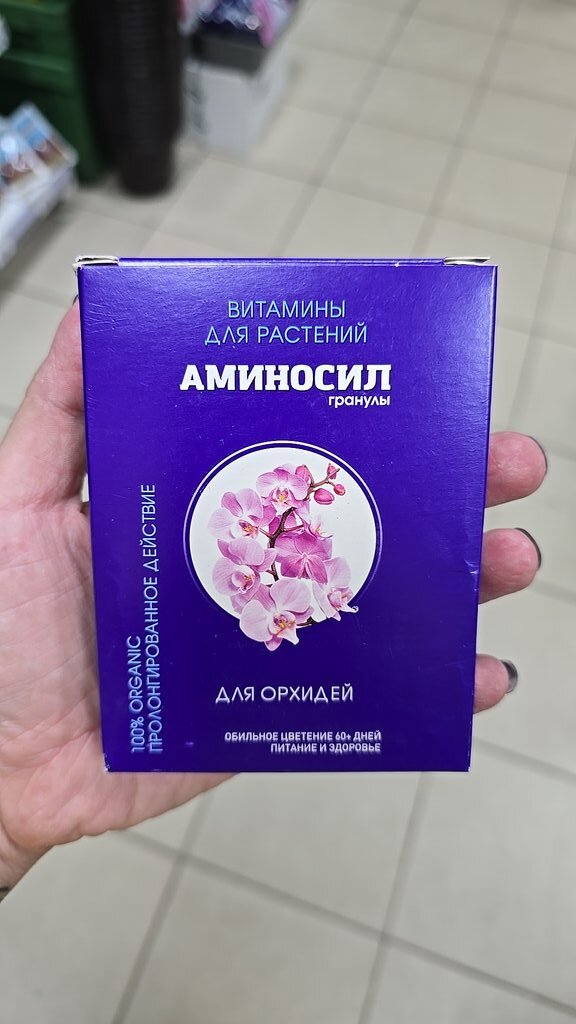 ВИТАМИНЫ
ДЛЯ РАСТЕНИЙ
АМИНОСИЛ
гранулы
100% ORGANIC
ПРОЛОНГИРОВАННОЕ ДЕЙСТВИЕ
ДЛЯ ОРХИДЕЙ
ОБИЛЬНОЕ ЦВЕТЕНИЕ 60+ ДНЕЙ
ПИТАНИЕ И ЗДОРОВЬЕ